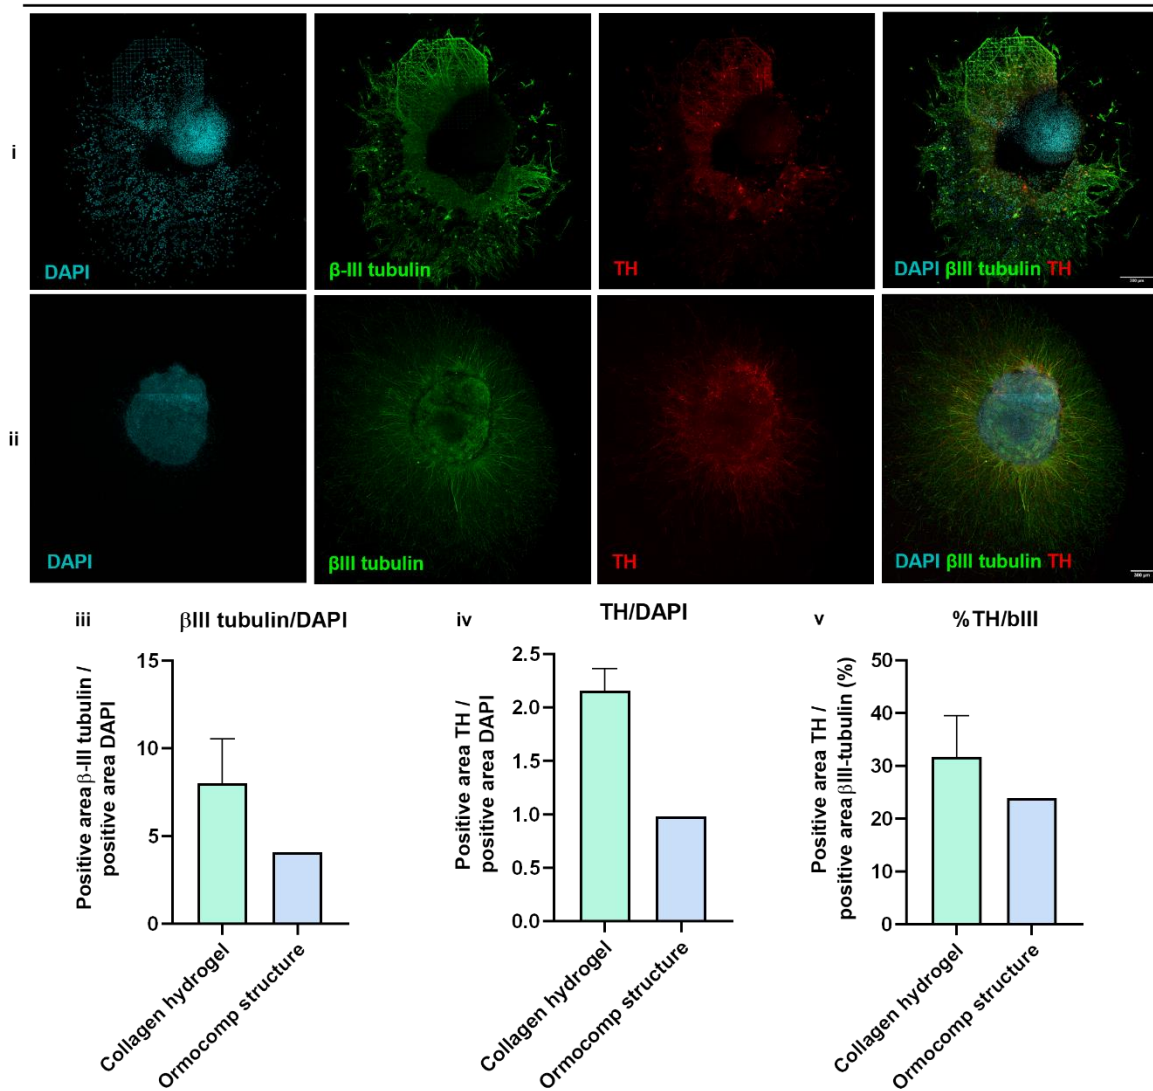 i
DAPI
β-III tubulin
TH
DAPI βIII tubulin TH
300 µm
ii
DAPI
βIII tubulin
TH
DAPI βIII tubulin TH
300 µm
iii βIII tubulin/DAPI
Positive area β-III tubulin /
positive area DAPI
15
10
5
0
Collagen hydrogel
Ormocomp structure
iv TH/DAPI
Positive area TH /
positive area DAPI
2.5
2.0
1.5
1.0
0.5
0.0
Collagen hydrogel
Ormocomp structure
v %TH/bIII
Positive area TH /
positive area βIII-tubulin (%)
50
40
30
20
10
0
Collagen hydrogel
Ormocomp structure